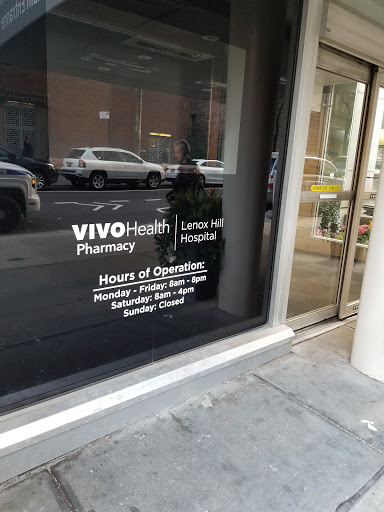 VIVOHealth
Pharmacy
Lenox Hill
Hospital
Hours of Operation:
Monday - Friday: 8am - 8pm
Saturday: 8am - 4pm
Sunday: Closed